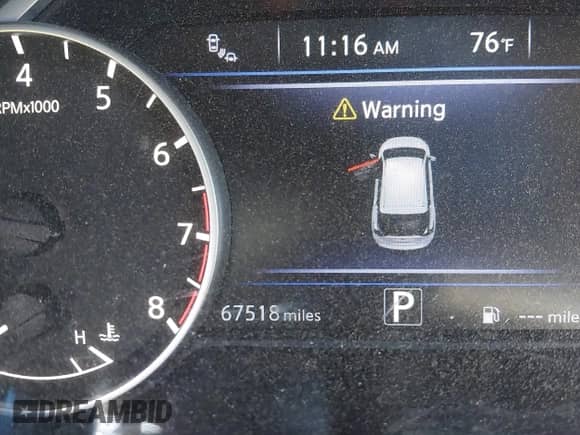 11:16 AM 76°F
4
5
RPMx1000
6
7
8
H
⚠ Warning
67518 miles P --- mile
DREAMBID